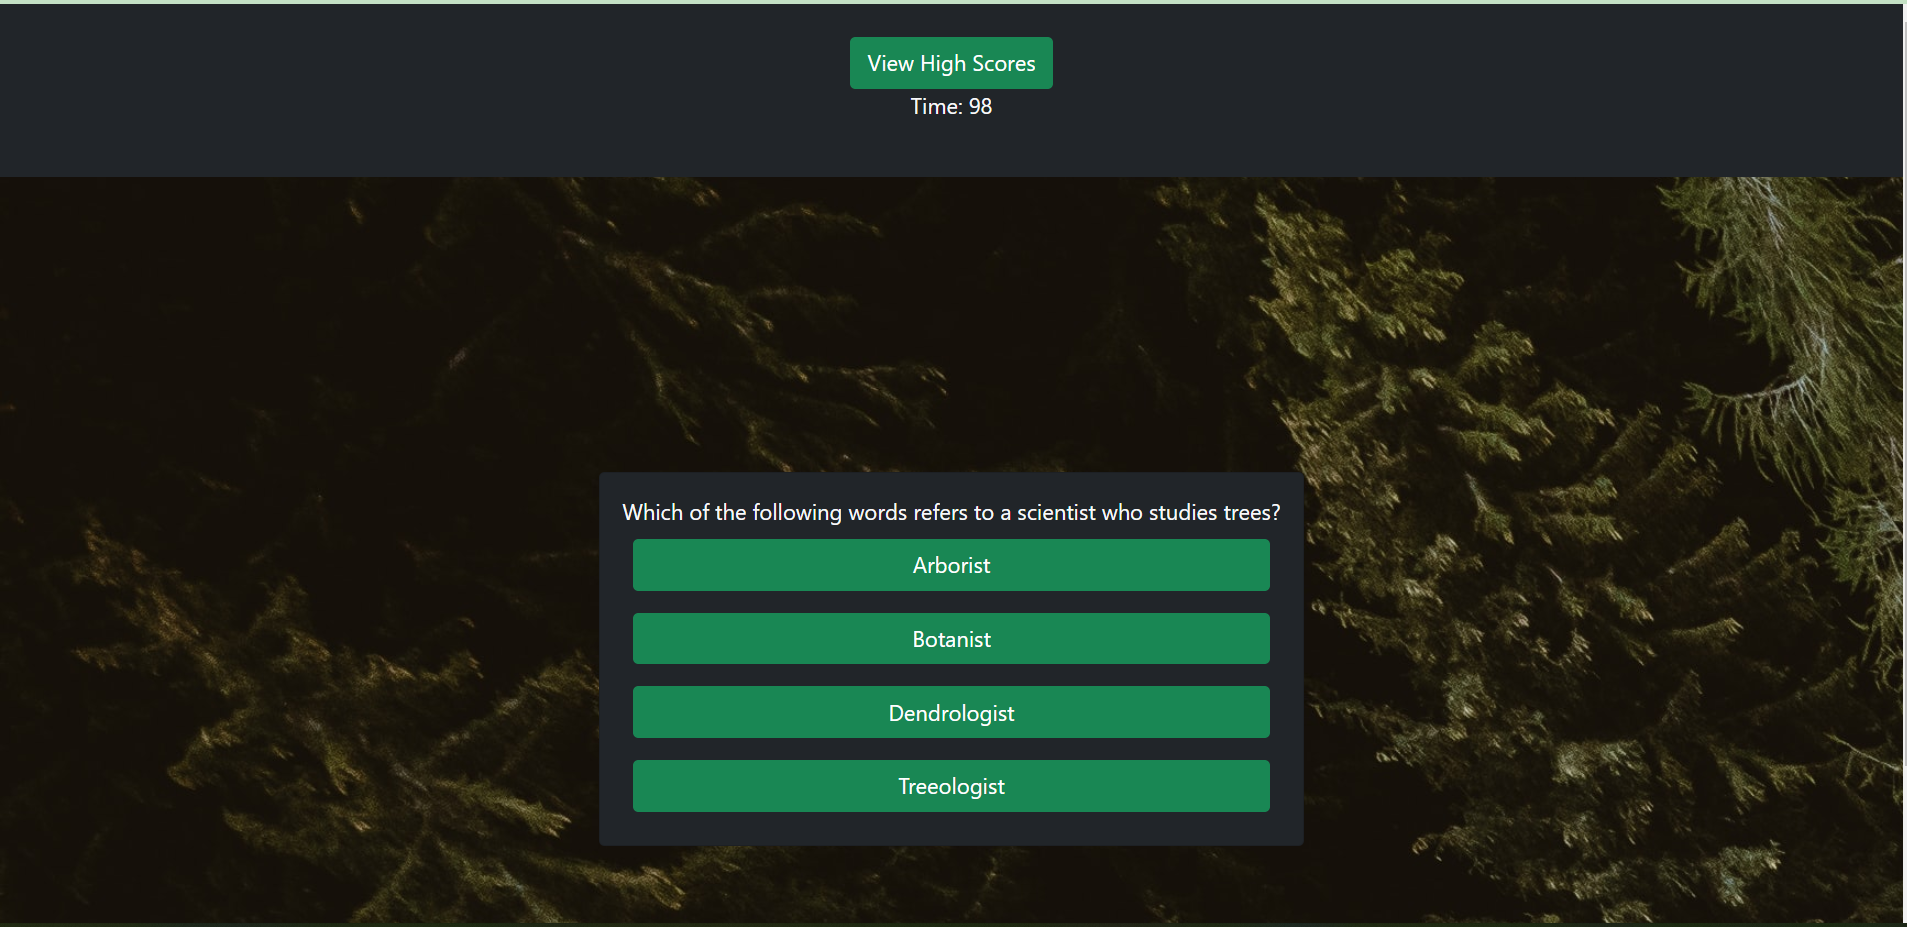 View High Scores
Time: 98
Which of the following words refers to a scientist who studies trees?
Arborist
Botanist
Dendrologist
Treeologist